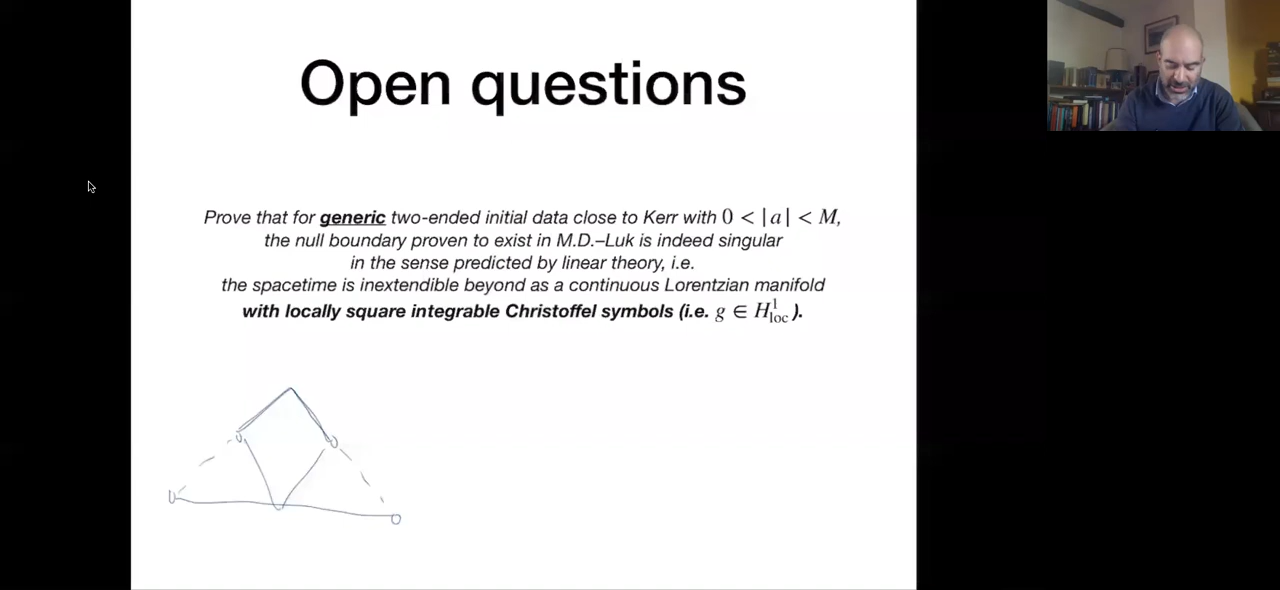 Open questions
Prove that for generic two-ended initial data close to Kerr with 0 < |a| < M,
the null boundary proven to exist in M.D.–Luk is indeed singular
in the sense predicted by linear theory, i.e.
the spacetime is inextendible beyond as a continuous Lorentzian manifold
with locally square integrable Christoffel symbols (i.e. g ∈ H¹loc ).